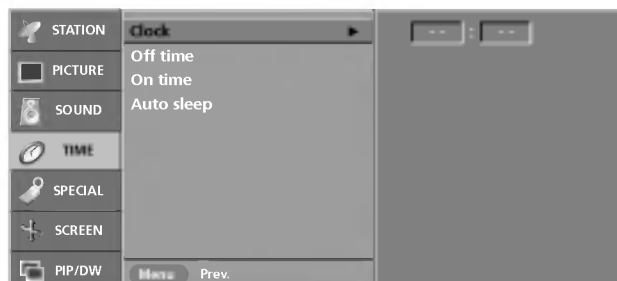 STATION
PICTURE
SOUND
TIME
SPECIAL
SCREEN
PIP/DW
Clock
Off time
On time
Auto sleep
Menu Prev.
-- : --